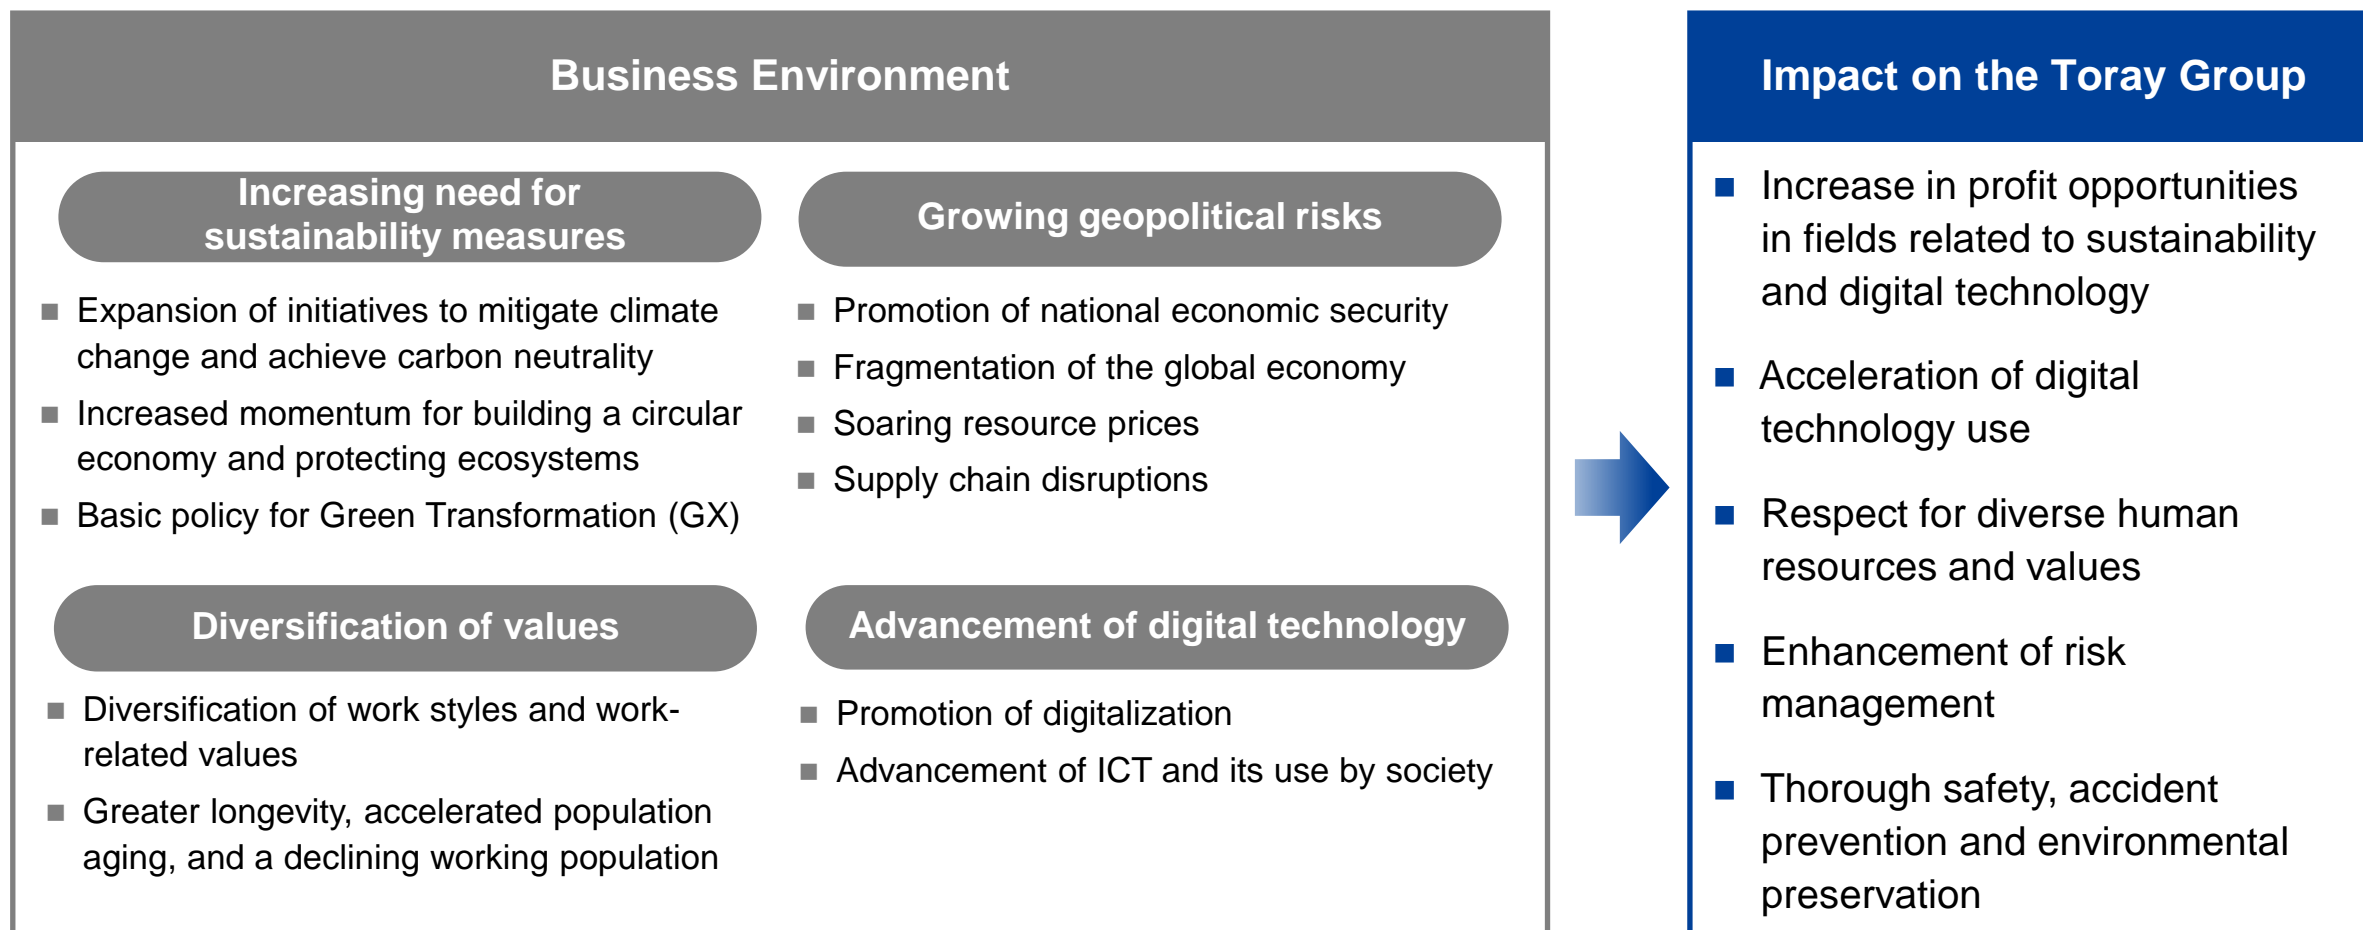 Business Environment
Increasing need for
sustainability measures
■ Expansion of initiatives to mitigate climate
change and achieve carbon neutrality
■ Increased momentum for building a circular
economy and protecting ecosystems
■ Basic policy for Green Transformation (GX)
Growing geopolitical risks
■ Promotion of national economic security
■ Fragmentation of the global economy
■ Soaring resource prices
■ Supply chain disruptions
Diversification of values
■ Diversification of work styles and work-
related values
■ Greater longevity, accelerated population
aging, and a declining working population
Advancement of digital technology
■ Promotion of digitalization
■ Advancement of ICT and its use by society
Impact on the Toray Group
■ Increase in profit opportunities
in fields related to sustainability
and digital technology
■ Acceleration of digital
technology use
■ Respect for diverse human
resources and values
■ Enhancement of risk
management
■ Thorough safety, accident
prevention and environmental
preservation